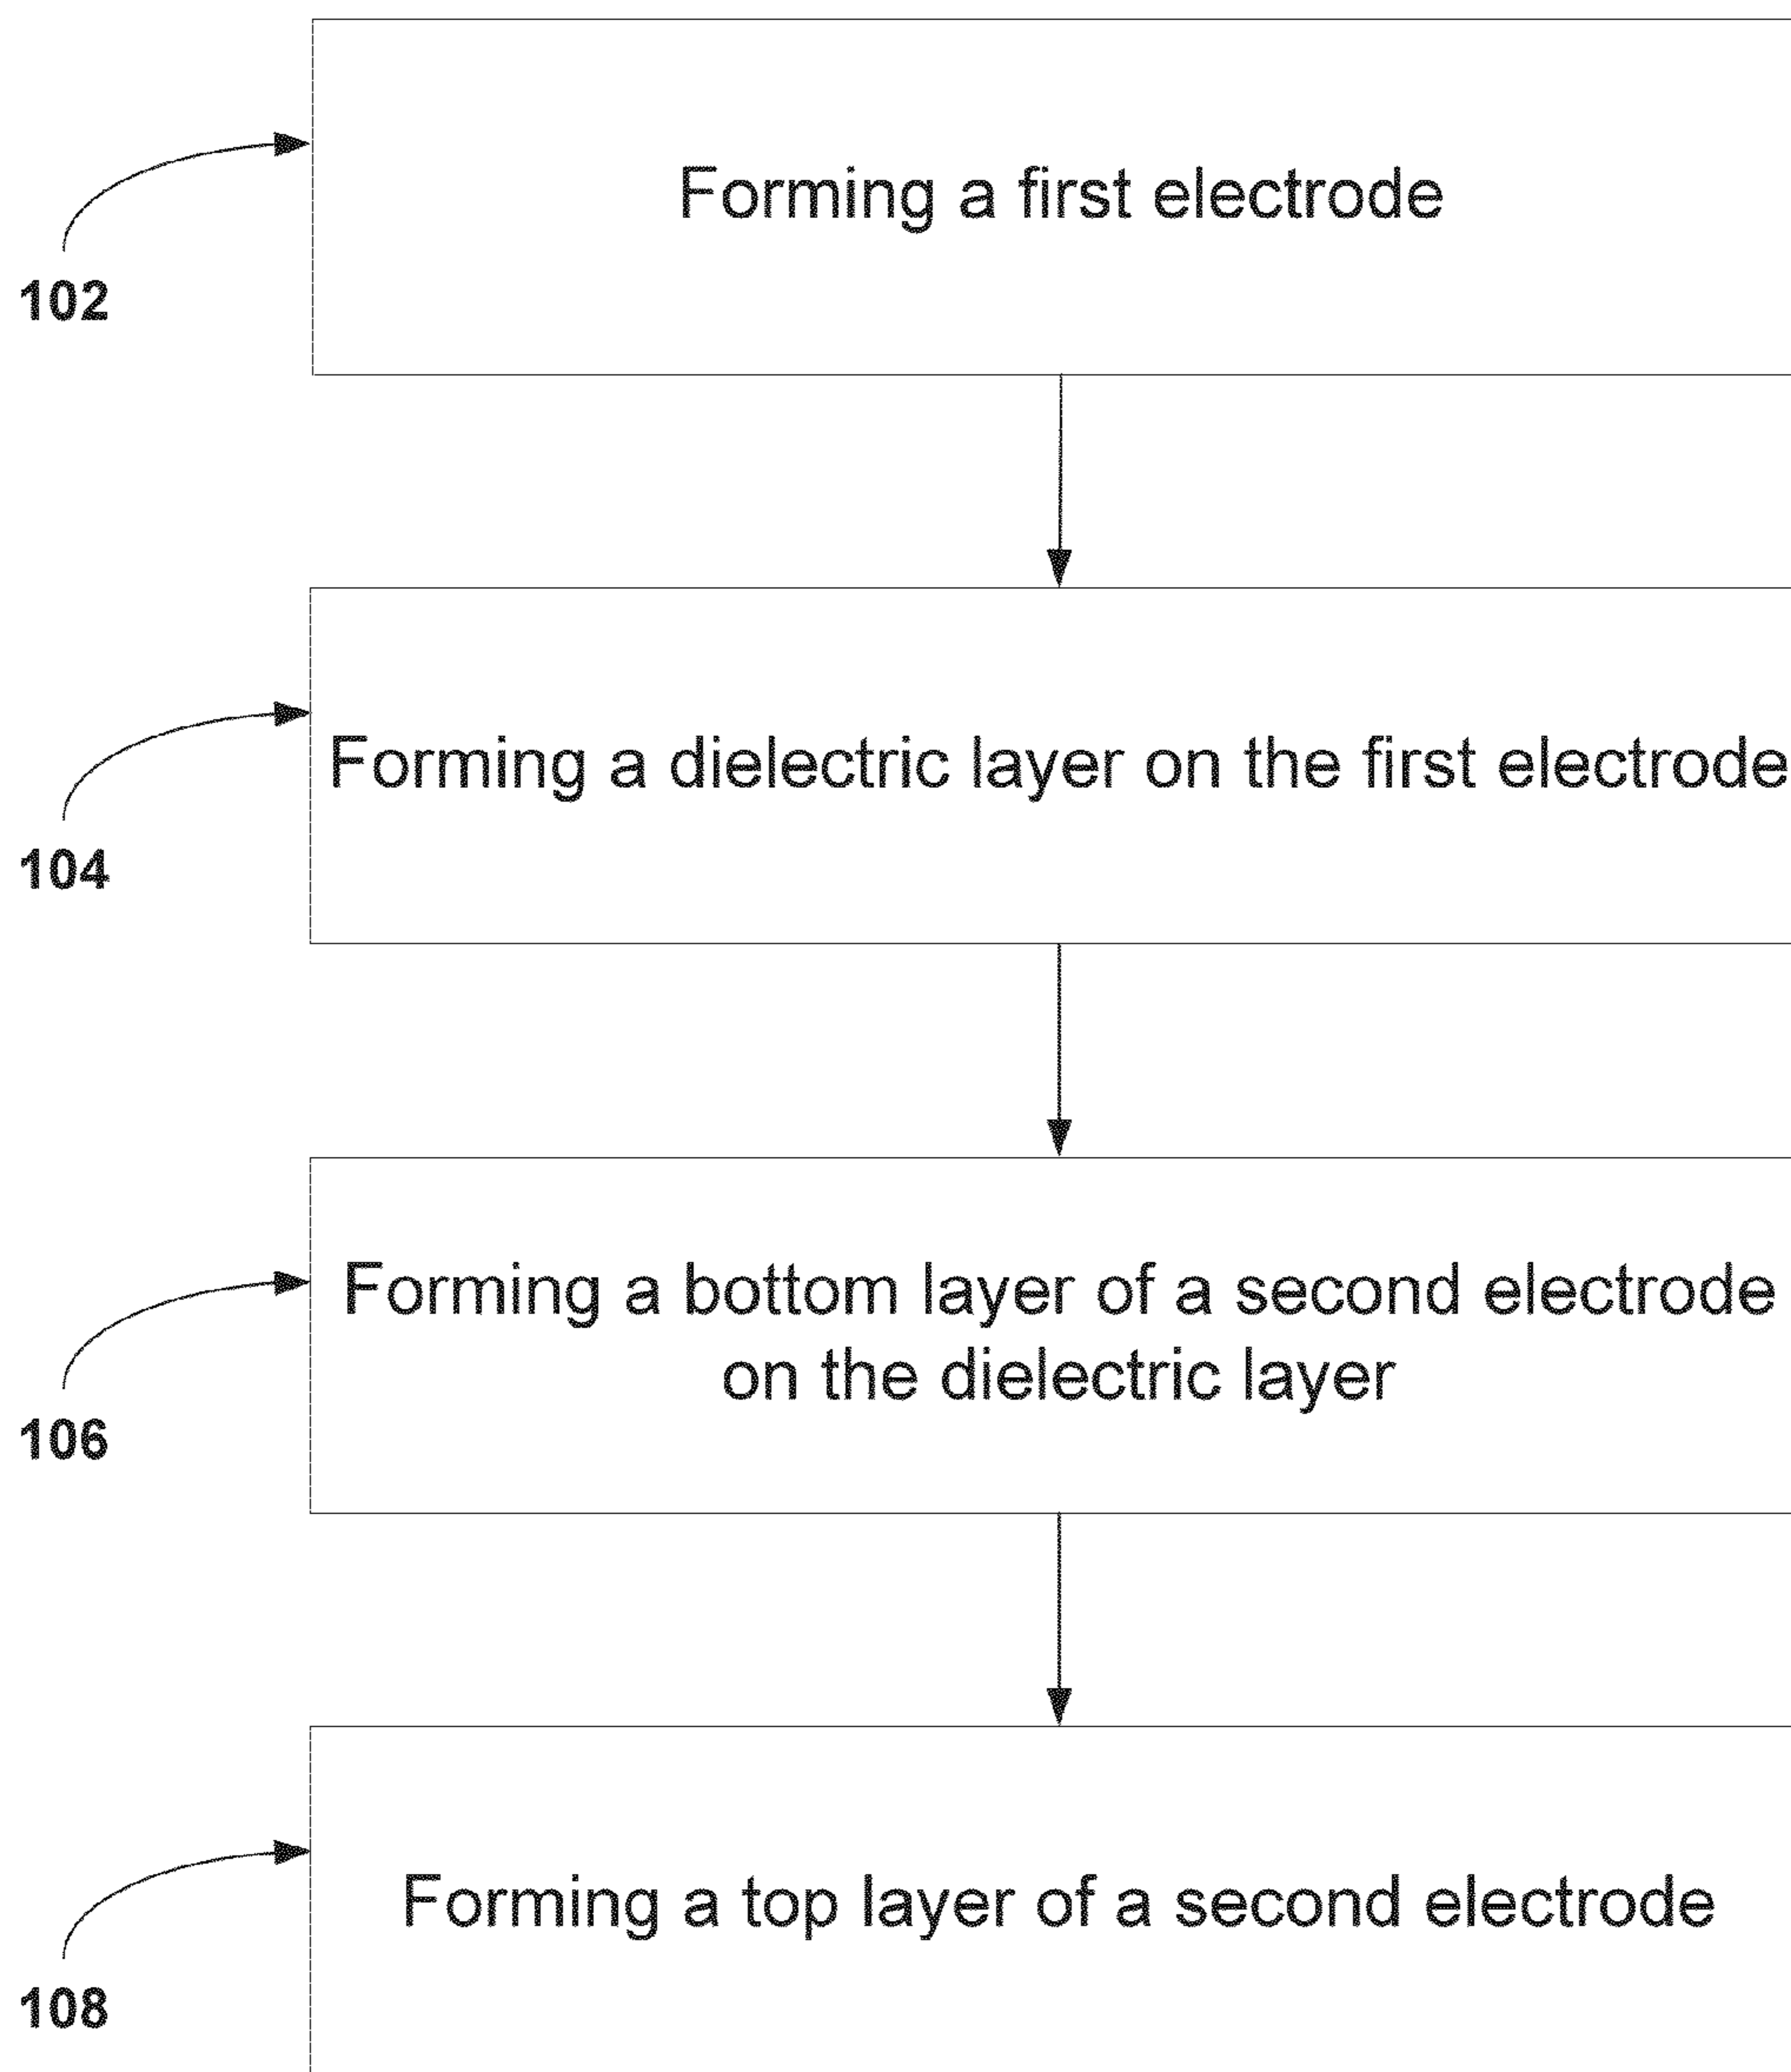 Forming a first electrode
102
Forming a dielectric layer on the first electrode
104
Forming a bottom layer of a second electrode
on the dielectric layer
106
Forming a top layer of a second electrode
108